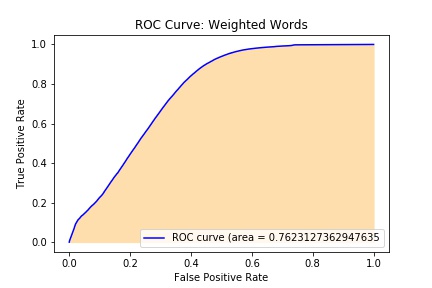 ROC Curve: Weighted Words
True Positive Rate
1.0
0.8
0.6
0.4
0.2
0.0
ROC curve (area = 0.7623127362947635
0.0 0.2 0.4 0.6 0.8 1.0
False Positive Rate